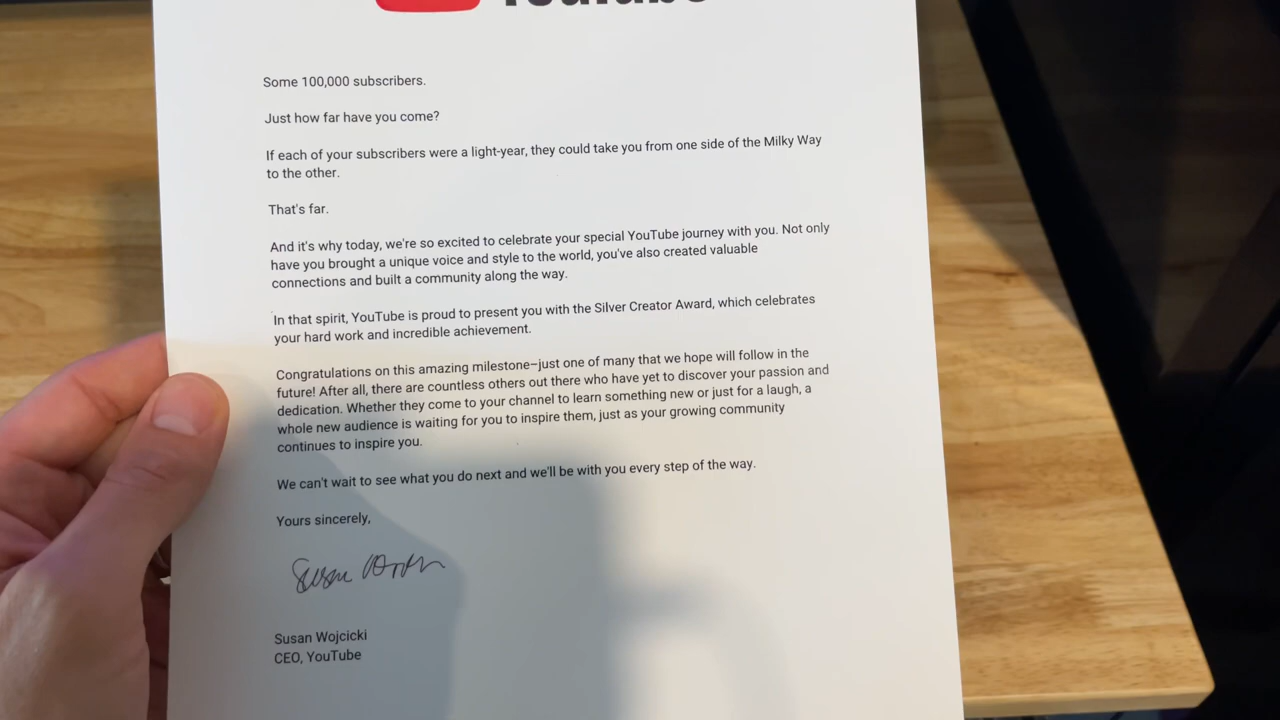 YouTube
Some 100,000 subscribers.
Just how far have you come?
If each of your subscribers were a light-year, they could take you from one side of the Milky Way
to the other.
That's far.
And it's why today, we're so excited to celebrate your special YouTube journey with you. Not only
have you brought a unique voice and style to the world, you've also created valuable
connections and built a community along the way.
In that spirit, YouTube is proud to present you with the Silver Creator Award, which celebrates
your hard work and incredible achievement.
Congratulations on this amazing milestone–just one of many that we hope will follow in the
future! After all, there are countless others out there who have yet to discover your passion and
dedication. Whether they come to your channel to learn something new or just for a laugh, a
whole new audience is waiting for you to inspire them, just as your growing community
continues to inspire you.
We can't wait to see what you do next and we'll be with you every step of the way.
Yours sincerely,
Susan Wojcicki
CEO, YouTube